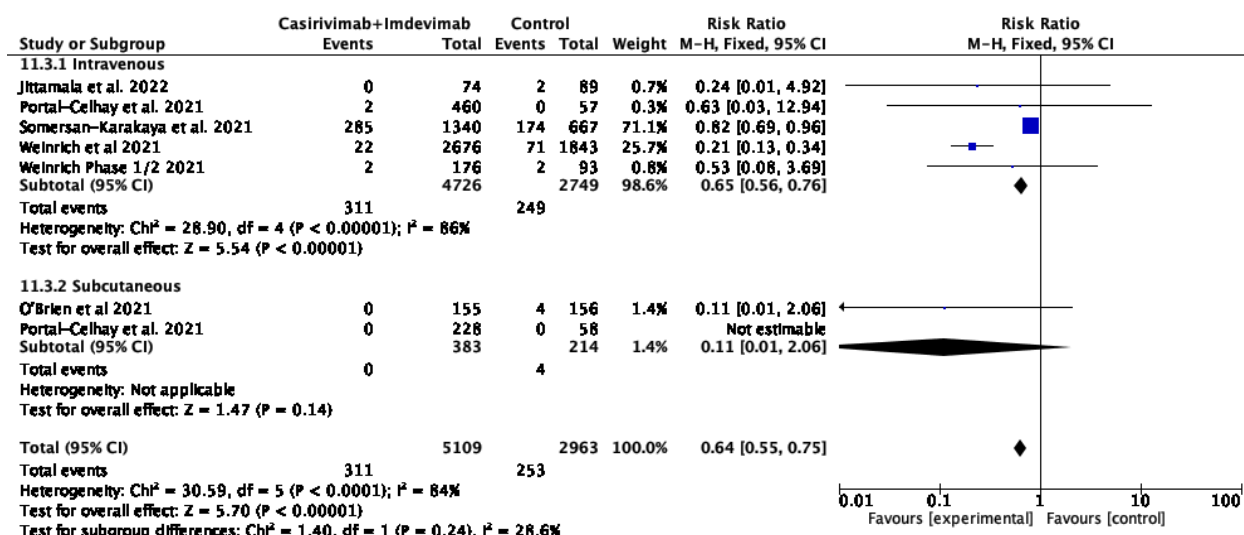 Casirivimab+Imdevimab Control Risk Ratio Risk Ratio
Study or Subgroup Events Total Events Total Weight M-H, Fixed, 95% CI M-H, Fixed, 95% CI
11.3.1 Intravenous
Jittamala et al. 2022 0 74 2 89 0.7% 0.24 [0.01, 4.92]
Portal-Celhay et al. 2021 2 460 0 57 0.3% 0.63 [0.03, 12.94]
Somersan-Karakaya et al. 2021 285 1340 174 667 71.1% 0.82 [0.69, 0.96]
Weinrich et al 2021 22 2676 71 1843 25.7% 0.21 [0.13, 0.34]
Weinrich Phase 1/2 2021 2 176 2 93 0.8% 0.53 [0.08, 3.69]
Subtotal (95% CI) 4726 2749 98.6% 0.65 [0.56, 0.76]
Total events 311 249
Heterogeneity: Chi² = 28.90, df = 4 (P < 0.00001); I² = 86%
Test for overall effect: Z = 5.54 (P < 0.00001)
11.3.2 Subcutaneous
O'Brien et al 2021 0 155 4 156 1.4% 0.11 [0.01, 2.06]
Portal-Celhay et al. 2021 0 228 0 58 Not estimable
Subtotal (95% CI) 383 214 1.4% 0.11 [0.01, 2.06]
Total events 0 4
Heterogeneity: Not applicable
Test for overall effect: Z = 1.47 (P = 0.14)
Total (95% CI) 5109 2963 100.0% 0.64 [0.55, 0.75]
Total events 311 253
Heterogeneity: Chi² = 30.59, df = 5 (P < 0.0001); I² = 84%
Test for overall effect: Z = 5.70 (P < 0.00001)
Test for subgroup differences: Chi² = 1.40, df = 1 (P = 0.24), I² = 28.6%
0.01 0.1 1 10 100
Favours [experimental] Favours [control]